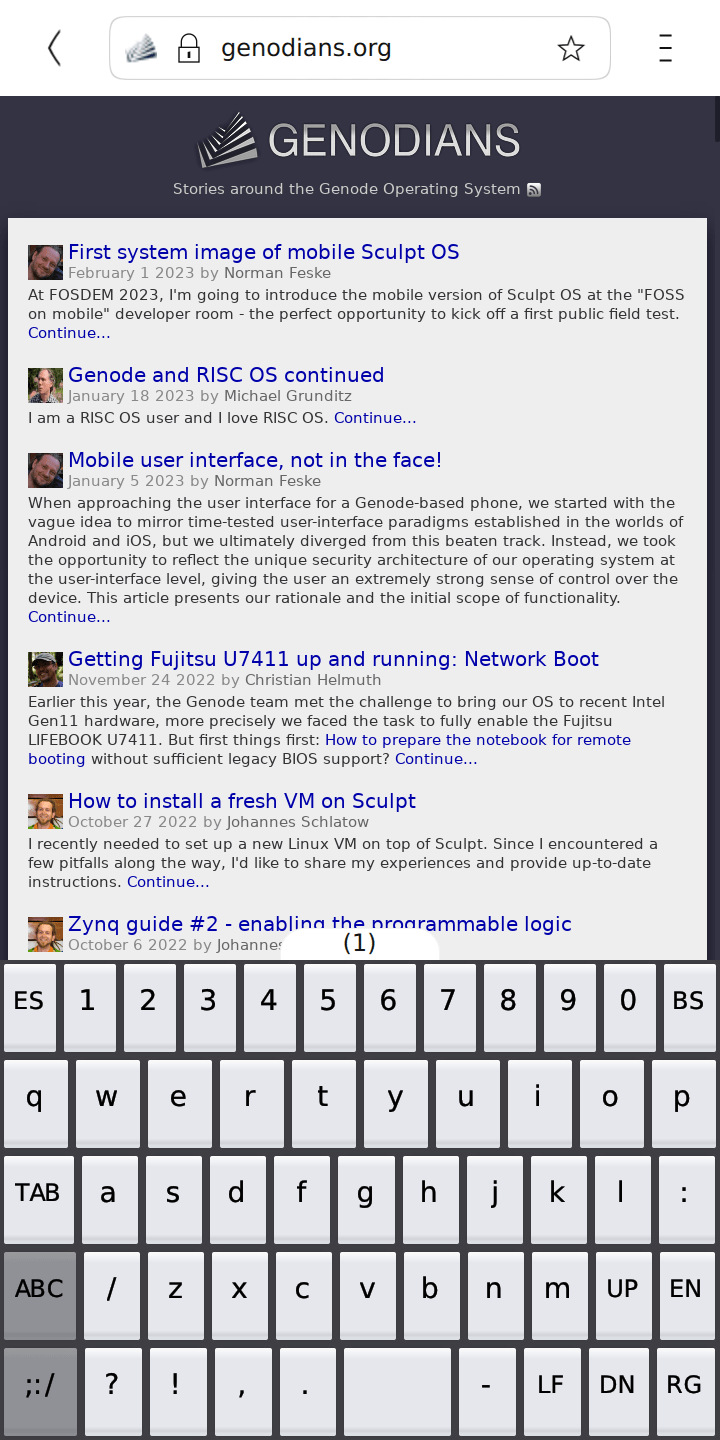 genodians.org
GENODIANS
Stories around the Genode Operating System
First system image of mobile Sculpt OS
February 1 2023 by Norman Feske
At FOSDEM 2023, I'm going to introduce the mobile version of Sculpt OS at the "FOSS
on mobile" developer room - the perfect opportunity to kick off a first public field test.
Continue...
Genode and RISC OS continued
January 18 2023 by Michael Grunditz
I am a RISC OS user and I love RISC OS. Continue...
Mobile user interface, not in the face!
January 5 2023 by Norman Feske
When approaching the user interface for a Genode-based phone, we started with the
vague idea to mirror time-tested user-interface paradigms established in the worlds of
Android and iOS, but we ultimately diverged from this beaten track. Instead, we took
the opportunity to reflect the unique security architecture of our operating system at
the user-interface level, giving the user an extremely strong sense of control over the
device. This article presents our rationale and the initial scope of functionality.
Continue...
Getting Fujitsu U7411 up and running: Network Boot
November 24 2022 by Christian Helmuth
Earlier this year, the Genode team met the challenge to bring our OS to recent Intel
Gen11 hardware, more precisely we faced the task to fully enable the Fujitsu
LIFEBOOK U7411. But first things first: How to prepare the notebook for remote
booting without sufficient legacy BIOS support? Continue...
How to install a fresh VM on Sculpt
October 27 2022 by Johannes Schlatow
I recently needed to set up a new Linux VM on top of Sculpt. Since I encountered a
few pitfalls along the way, I'd like to share my experiences and provide up-to-date
instructions. Continue...
Zynq guide #2 - enabling the programmable logic
October 6 2022 by Johannes
(1)
ES 1 2 3 4 5 6 7 8 9 0 BS
q w e r t y u i o p
TAB a s d f g h j k l :
ABC / z x c v b n m UP EN
;:/ ? ! , . - LF DN RG